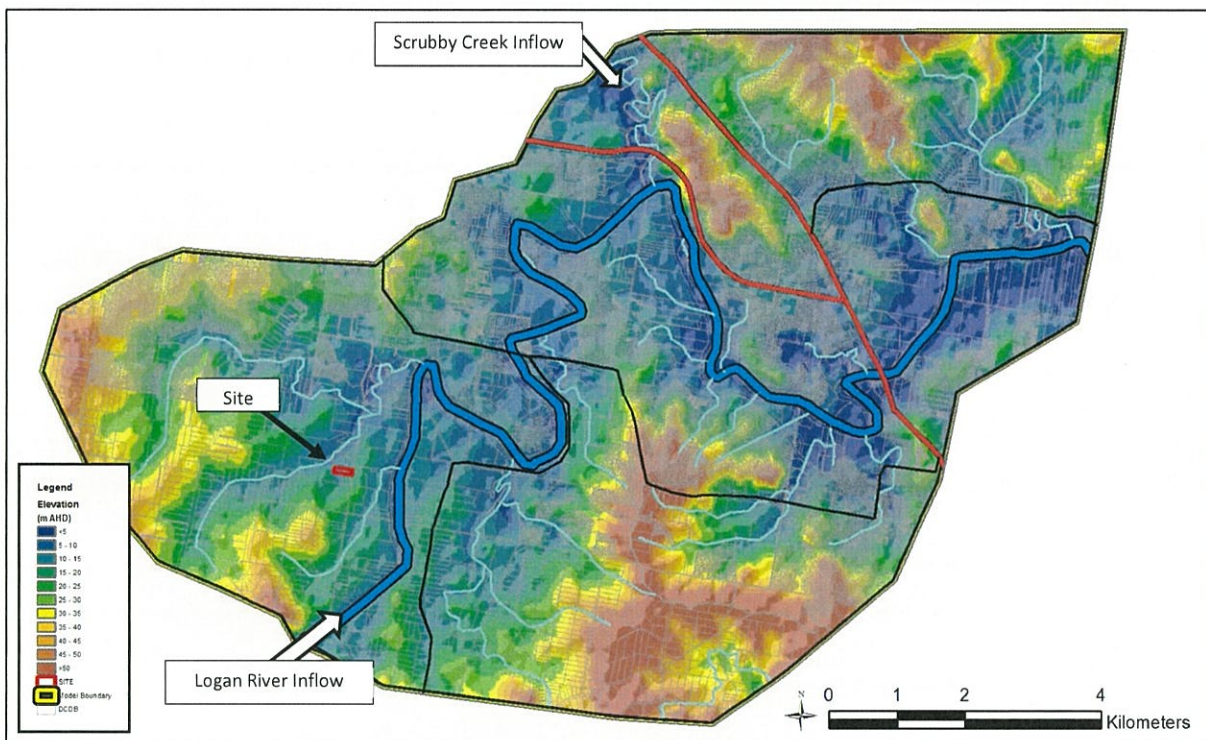 Scrubby Creek Inflow
Site
Logan River Inflow
Legend
Elevation
(m AHD)
<5
5 - 10
10 - 15
15 - 20
20 - 25
25 - 30
30 - 35
35 - 40
40 - 45
45 - 50
>50
SITE
Model Boundary
DCDB
N
0 1 2 4
Kilometers